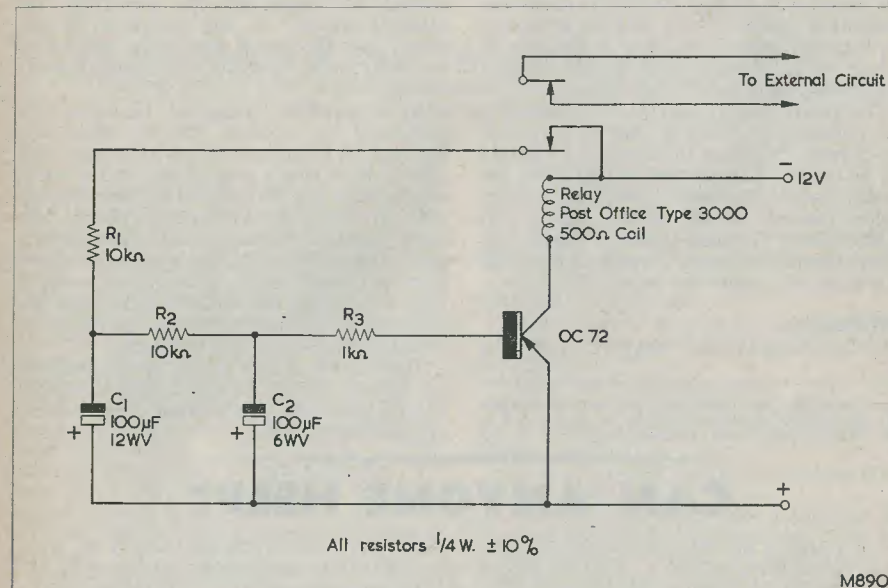 To External Circuit
−
12V
Relay
Post Office Type 3000
500Ω Coil
R1
10kΩ
R2
10kΩ
R3
1kΩ
OC 72
C1
100μF
12WV
+
C2
100μF
6WV
+
+
All resistors 1/4 W. ± 10%
M890